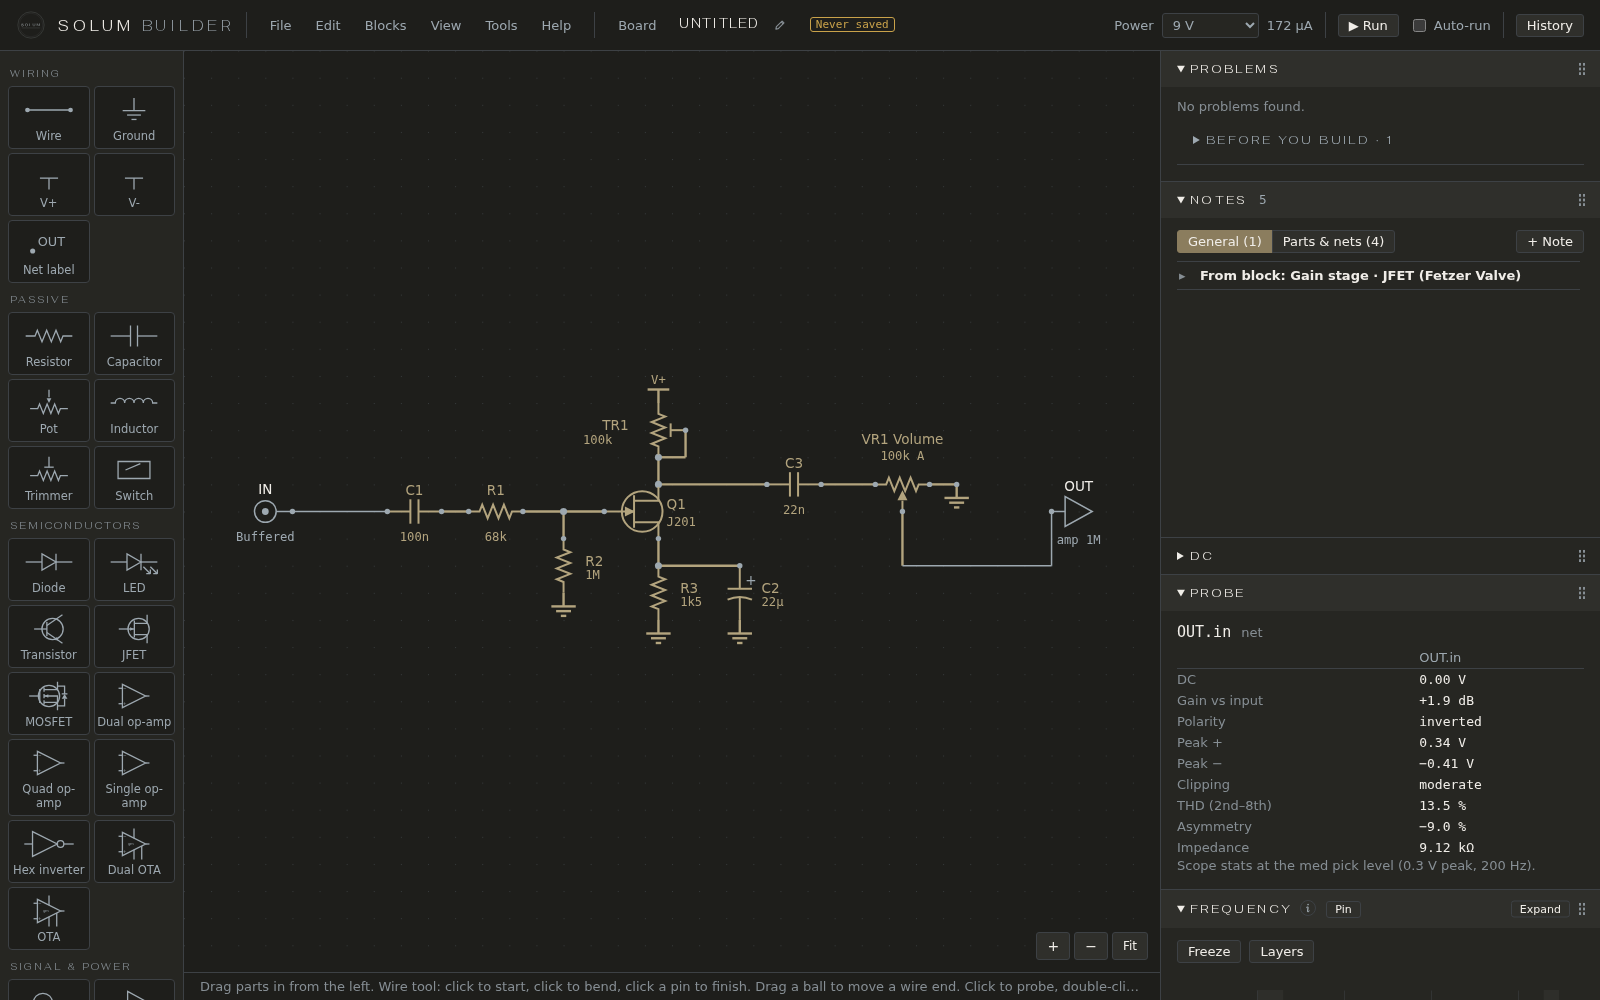 SOLUM BUILDER
File Edit Blocks View Tools Help Board UNTITLED Never saved
Power 9 V 172 µA ▶ Run Auto-run History
WIRING
Wire Ground
V+ V-
OUT
Net label
PASSIVE
Resistor Capacitor
Pot Inductor
Trimmer Switch
SEMICONDUCTORS
Diode LED
Transistor JFET
MOSFET Dual op-amp
Quad op-amp Single op-amp
Hex inverter Dual OTA
OTA
SIGNAL & POWER
V+
TR1
100k
VR1 Volume
100k A
C3
22n
IN
Buffered
C1
100n
R1
68k
Q1
J201
OUT
amp 1M
R2
1M
R3
1k5
+
C2
22µ
+ − Fit
Drag parts in from the left. Wire tool: click to start, click to bend, click a pin to finish. Drag a ball to move a wire end. Click to probe, double-cli…
PROBLEMS
No problems found.
BEFORE YOU BUILD · 1
NOTES 5
General (1) Parts & nets (4) + Note
From block: Gain stage · JFET (Fetzer Valve)
DC
PROBE
OUT.in net
OUT.in
DC 0.00 V
Gain vs input +1.9 dB
Polarity inverted
Peak + 0.34 V
Peak − −0.41 V
Clipping moderate
THD (2nd–8th) 13.5 %
Asymmetry −9.0 %
Impedance 9.12 kΩ
Scope stats at the med pick level (0.3 V peak, 200 Hz).
FREQUENCY i Pin Expand
Freeze Layers